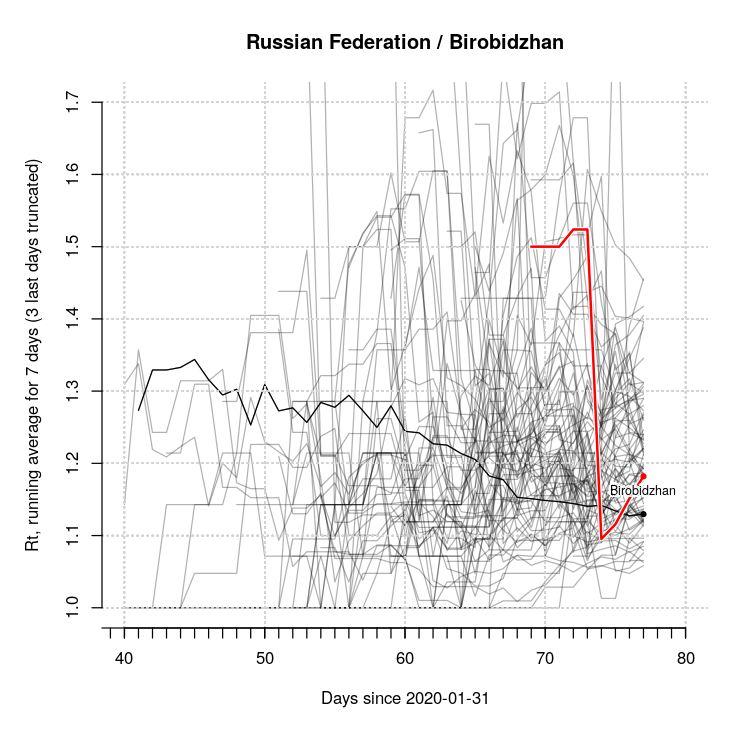 Russian Federation / Birobidzhan
Rt, running average for 7 days (3 last days truncated)
1.7
1.6
1.5
1.4
1.3
1.2
1.1
1.0
Birobidzhan
40 50 60 70 80
Days since 2020-01-31